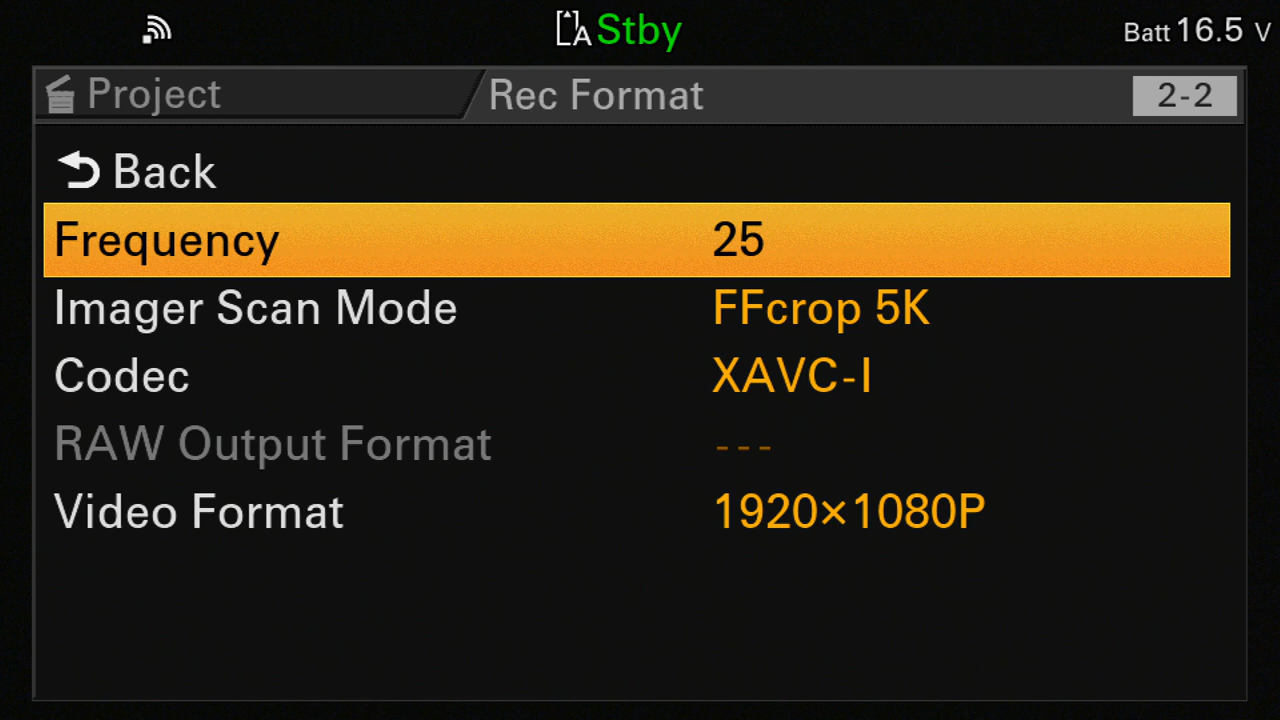 A Stby Batt 16.5 V
Project Rec Format 2-2
Back
Frequency 25
Imager Scan Mode FFcrop 5K
Codec XAVC-I
RAW Output Format ---
Video Format 1920×1080P